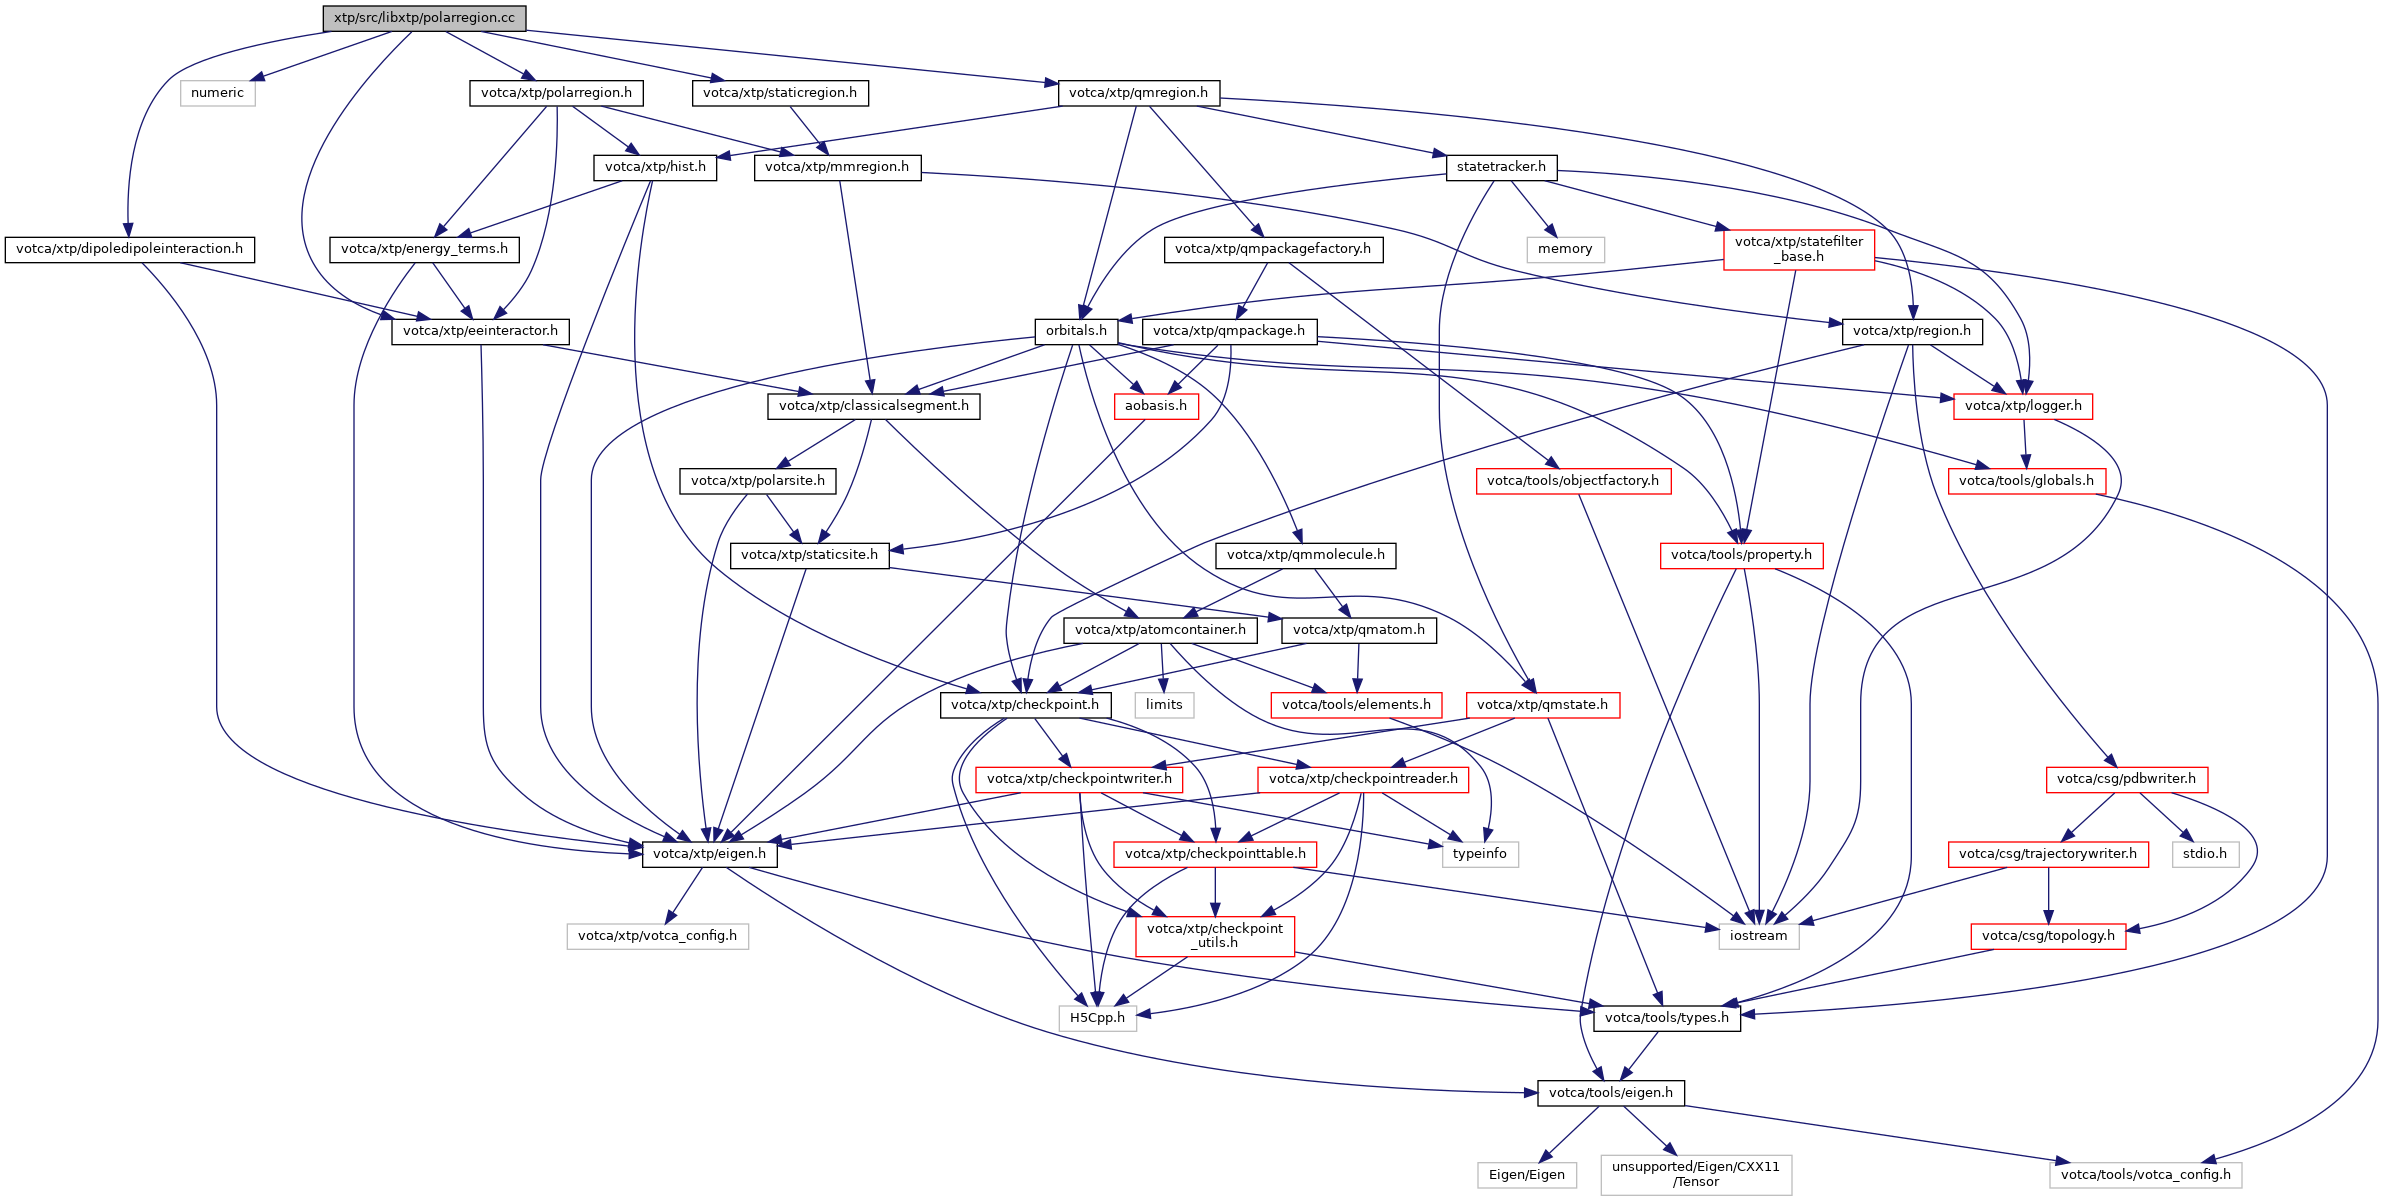 xtp/src/libxtp/polarregion.cc
numeric
votca/xtp/polarregion.h
votca/xtp/staticregion.h
votca/xtp/qmregion.h
votca/xtp/hist.h
votca/xtp/mmregion.h
statetracker.h
votca/xtp/dipoledipoleinteraction.h
votca/xtp/energy_terms.h
votca/xtp/qmpackagefactory.h
memory
votca/xtp/statefilter
_base.h
votca/xtp/eeinteractor.h
orbitals.h
votca/xtp/qmpackage.h
votca/xtp/region.h
votca/xtp/classicalsegment.h
aobasis.h
votca/xtp/logger.h
votca/xtp/polarsite.h
votca/tools/objectfactory.h
votca/tools/globals.h
votca/xtp/staticsite.h
votca/xtp/qmmolecule.h
votca/tools/property.h
votca/xtp/atomcontainer.h
votca/xtp/qmatom.h
votca/xtp/checkpoint.h
limits
votca/tools/elements.h
votca/xtp/qmstate.h
votca/xtp/checkpointwriter.h
votca/xtp/checkpointreader.h
votca/csg/pdbwriter.h
votca/xtp/eigen.h
votca/xtp/checkpointtable.h
typeinfo
votca/csg/trajectorywriter.h
stdio.h
votca/xtp/votca_config.h
votca/xtp/checkpoint
_utils.h
iostream
votca/csg/topology.h
H5Cpp.h
votca/tools/types.h
votca/tools/eigen.h
Eigen/Eigen
unsupported/Eigen/CXX11
/Tensor
votca/tools/votca_config.h